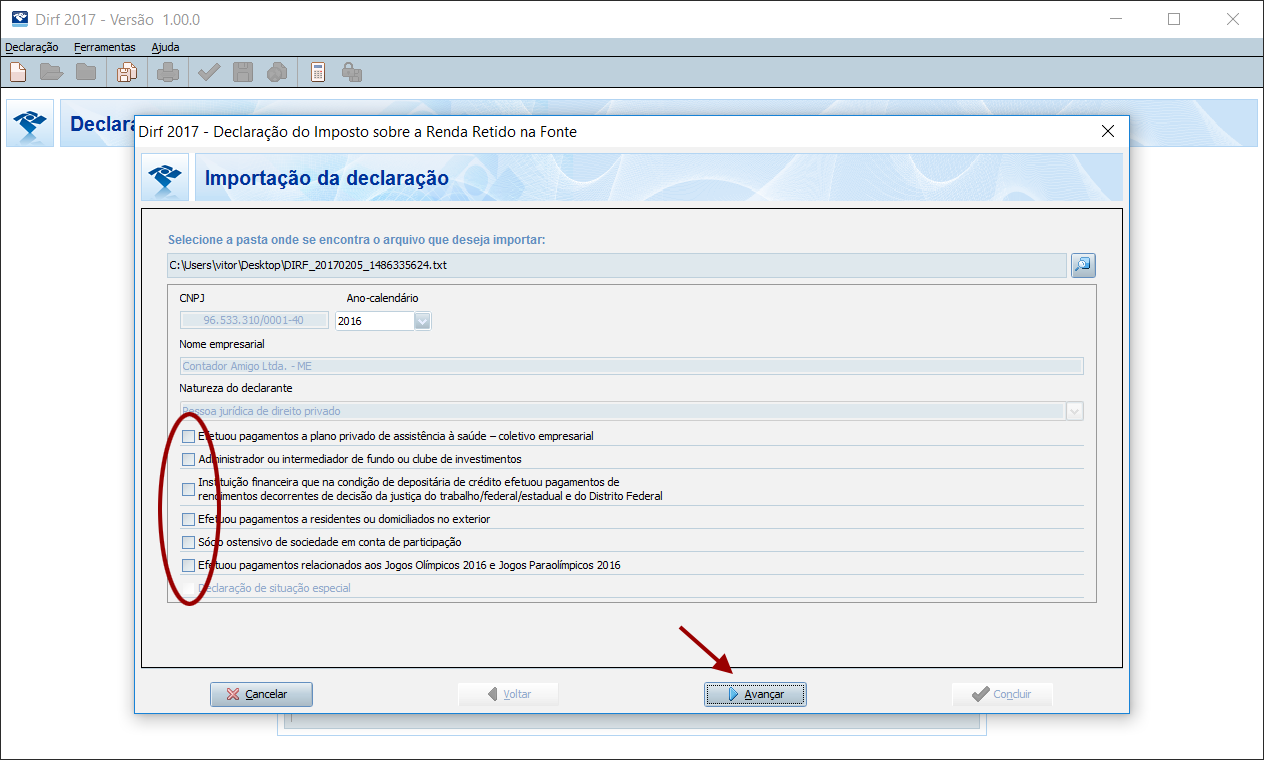 Dirf 2017 - Versão 1.00.0
Declaração Ferramentas Ajuda
Declara
Dirf 2017 - Declaração do Imposto sobre a Renda Retido na Fonte
Importação da declaração
Selecione a pasta onde se encontra o arquivo que deseja importar:
C:\Users\vitor\Desktop\DIRF_20170205_1486335624.txt
CNPJ Ano-calendário
96.533.310/0001-40 2016
Nome empresarial
Contador Amigo Ltda. - ME
Natureza do declarante
Pessoa jurídica de direito privado
Efetuou pagamentos a plano privado de assistência à saúde – coletivo empresarial
Administrador ou intermediador de fundo ou clube de investimentos
Instituição financeira que na condição de depositária de crédito efetuou pagamentos de
rendimentos decorrentes de decisão da justiça do trabalho/federal/estadual e do Distrito Federal
Efetuou pagamentos a residentes ou domiciliados no exterior
Sócio ostensivo de sociedade em conta de participação
Efetuou pagamentos relacionados aos Jogos Olímpicos 2016 e Jogos Paraolímpicos 2016
Declaração de situação especial
Cancelar Voltar Avançar Concluir